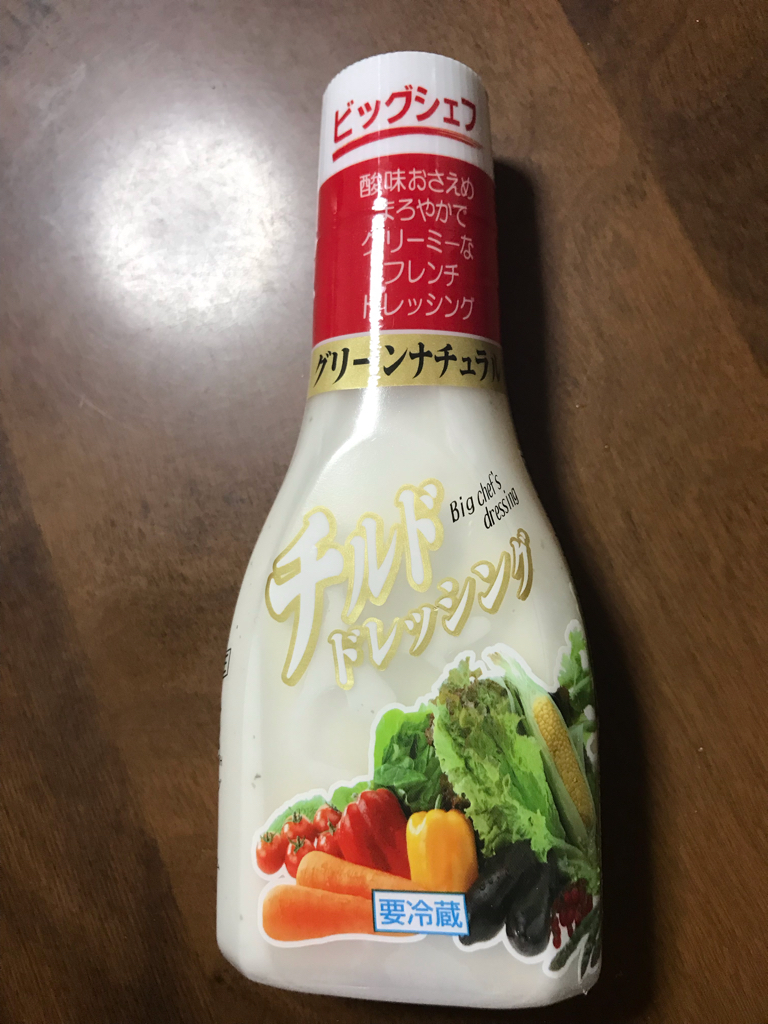 ビッグシェフ
酸味おさえめ
まろやかで
クリーミーな
フレンチ
ドレッシング
グリーンナチュラル
Big chef's
dressing
チルド
ドレッシング
要冷蔵